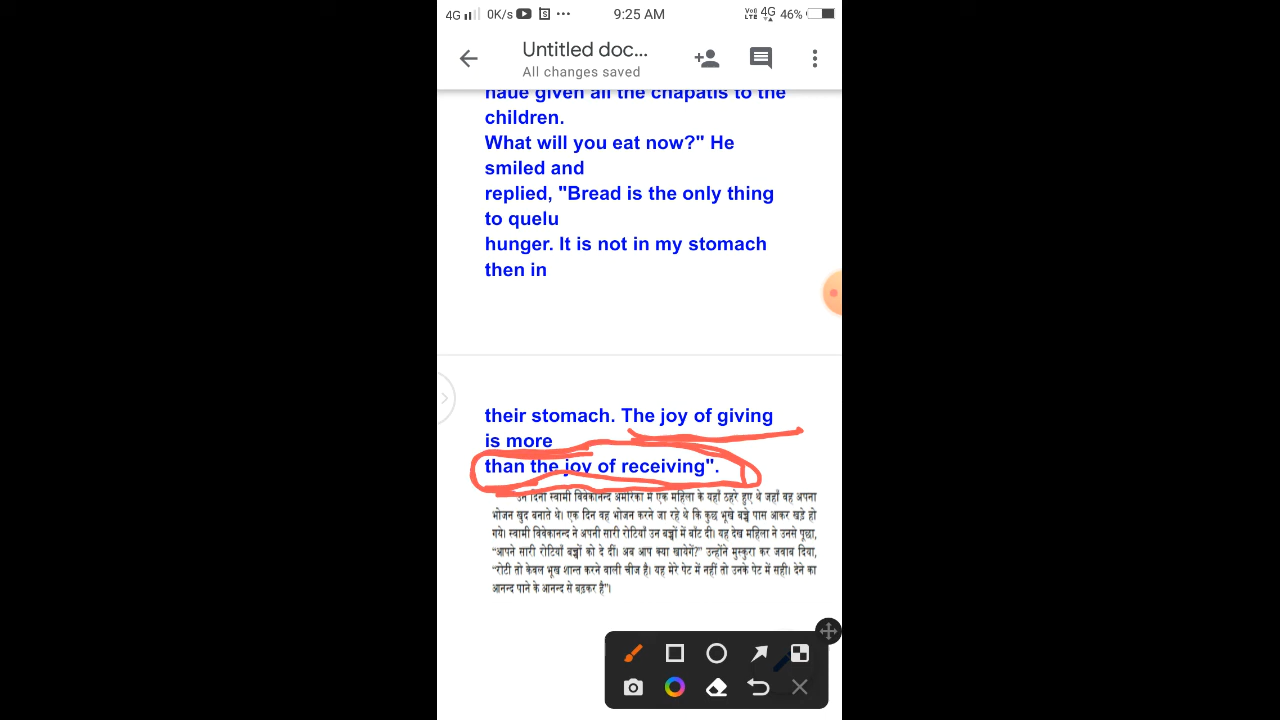 4G 0K/s 9:25 AM VoD LTE 4G 46%
Untitled doc...
All changes saved
haue given all the chapatis to the
children.
What will you eat now?" He
smiled and
replied, "Bread is the only thing
to quelu
hunger. It is not in my stomach
then in
their stomach. The joy of giving
is more
than the joy of receiving".
उन दिनों स्वामी विवेकानन्द अमेरिका में एक महिला के यहाँ ठहरे हुए थे जहाँ वह अपना
भोजन खुद बनाते थे। एक दिन वह भोजन करने जा रहे थे कि कुछ भूखे बच्चे पास आकर खड़े हो
गये। स्वामी विवेकानन्द ने अपनी सारी रोटियाँ उन बच्चों में बाँट दी। यह देख महिला ने उनसे पूछा,
"आपने सारी रोटियाँ बच्चों को दे दीं। अब आप क्या खायेगें?" उन्होंने मुस्कुरा कर जवाब दिया,
"रोटी तो केवल भूख शान्त करने वाली चीज है। यह मेरे पेट में नहीं तो उनके पेट में सही। देने का
आनन्द पाने के आनन्द से बढ़कर है"।